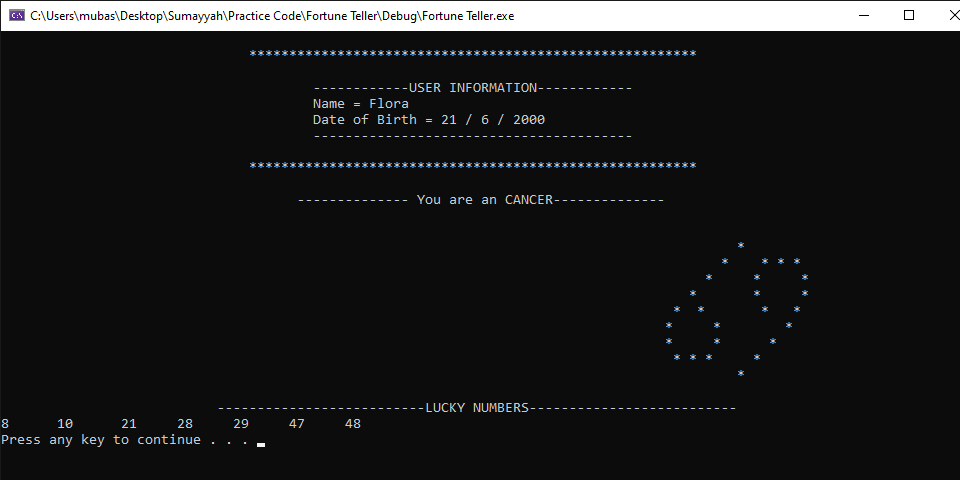 C:\Users\mubas\Desktop\Sumayyah\Practice Code\Fortune Teller\Debug\Fortune Teller.exe
********************************************************
------------USER INFORMATION------------
Name = Flora
Date of Birth = 21 / 6 / 2000
----------------------------------------
********************************************************
-------------- You are an CANCER--------------
*
* * * *
* * *
* * *
* * * *
* * *
* * *
* * * *
*
--------------------------LUCKY NUMBERS--------------------------
8 10 21 28 29 47 48
Press any key to continue . . .